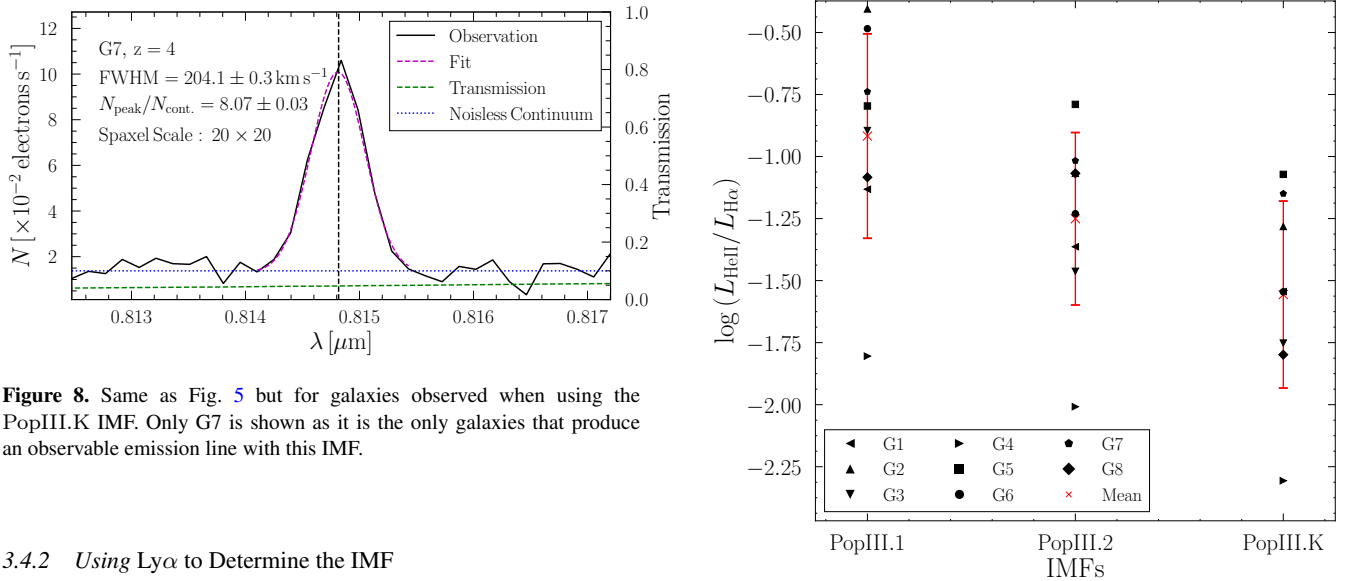 12
10
8
6
4
2
N [×10⁻² electrons s⁻¹]
G7, z = 4
FWHM = 204.1 ± 0.3 km s⁻¹
N_peak/N_cont. = 8.07 ± 0.03
Spaxel Scale : 20 × 20
Observation
Fit
Transmission
Noisless Continuum
1.0
0.8
0.6
0.4
0.2
0.0
Transmission
0.813 0.814 0.815 0.816 0.817
λ [μm]
Figure 8. Same as Fig. 5 but for galaxies observed when using the
PopIII.K IMF. Only G7 is shown as it is the only galaxies that produce
an observable emission line with this IMF.
3.4.2 Using Lyα to Determine the IMF
−0.50
−0.75
−1.00
−1.25
−1.50
−1.75
−2.00
−2.25
log (L_HeII/L_Hα)
G1 G4 G7
G2 G5 G8
G3 G6 Mean
PopIII.1 PopIII.2 PopIII.K
IMFs